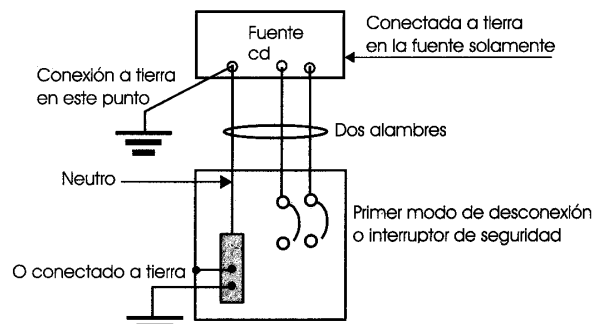 Fuente
cd
Conectada a tierra
en la fuente solamente
Conexión a tierra
en este punto
Dos alambres
Neutro
Primer modo de desconexión
o interruptor de seguridad
O conectado a tierra